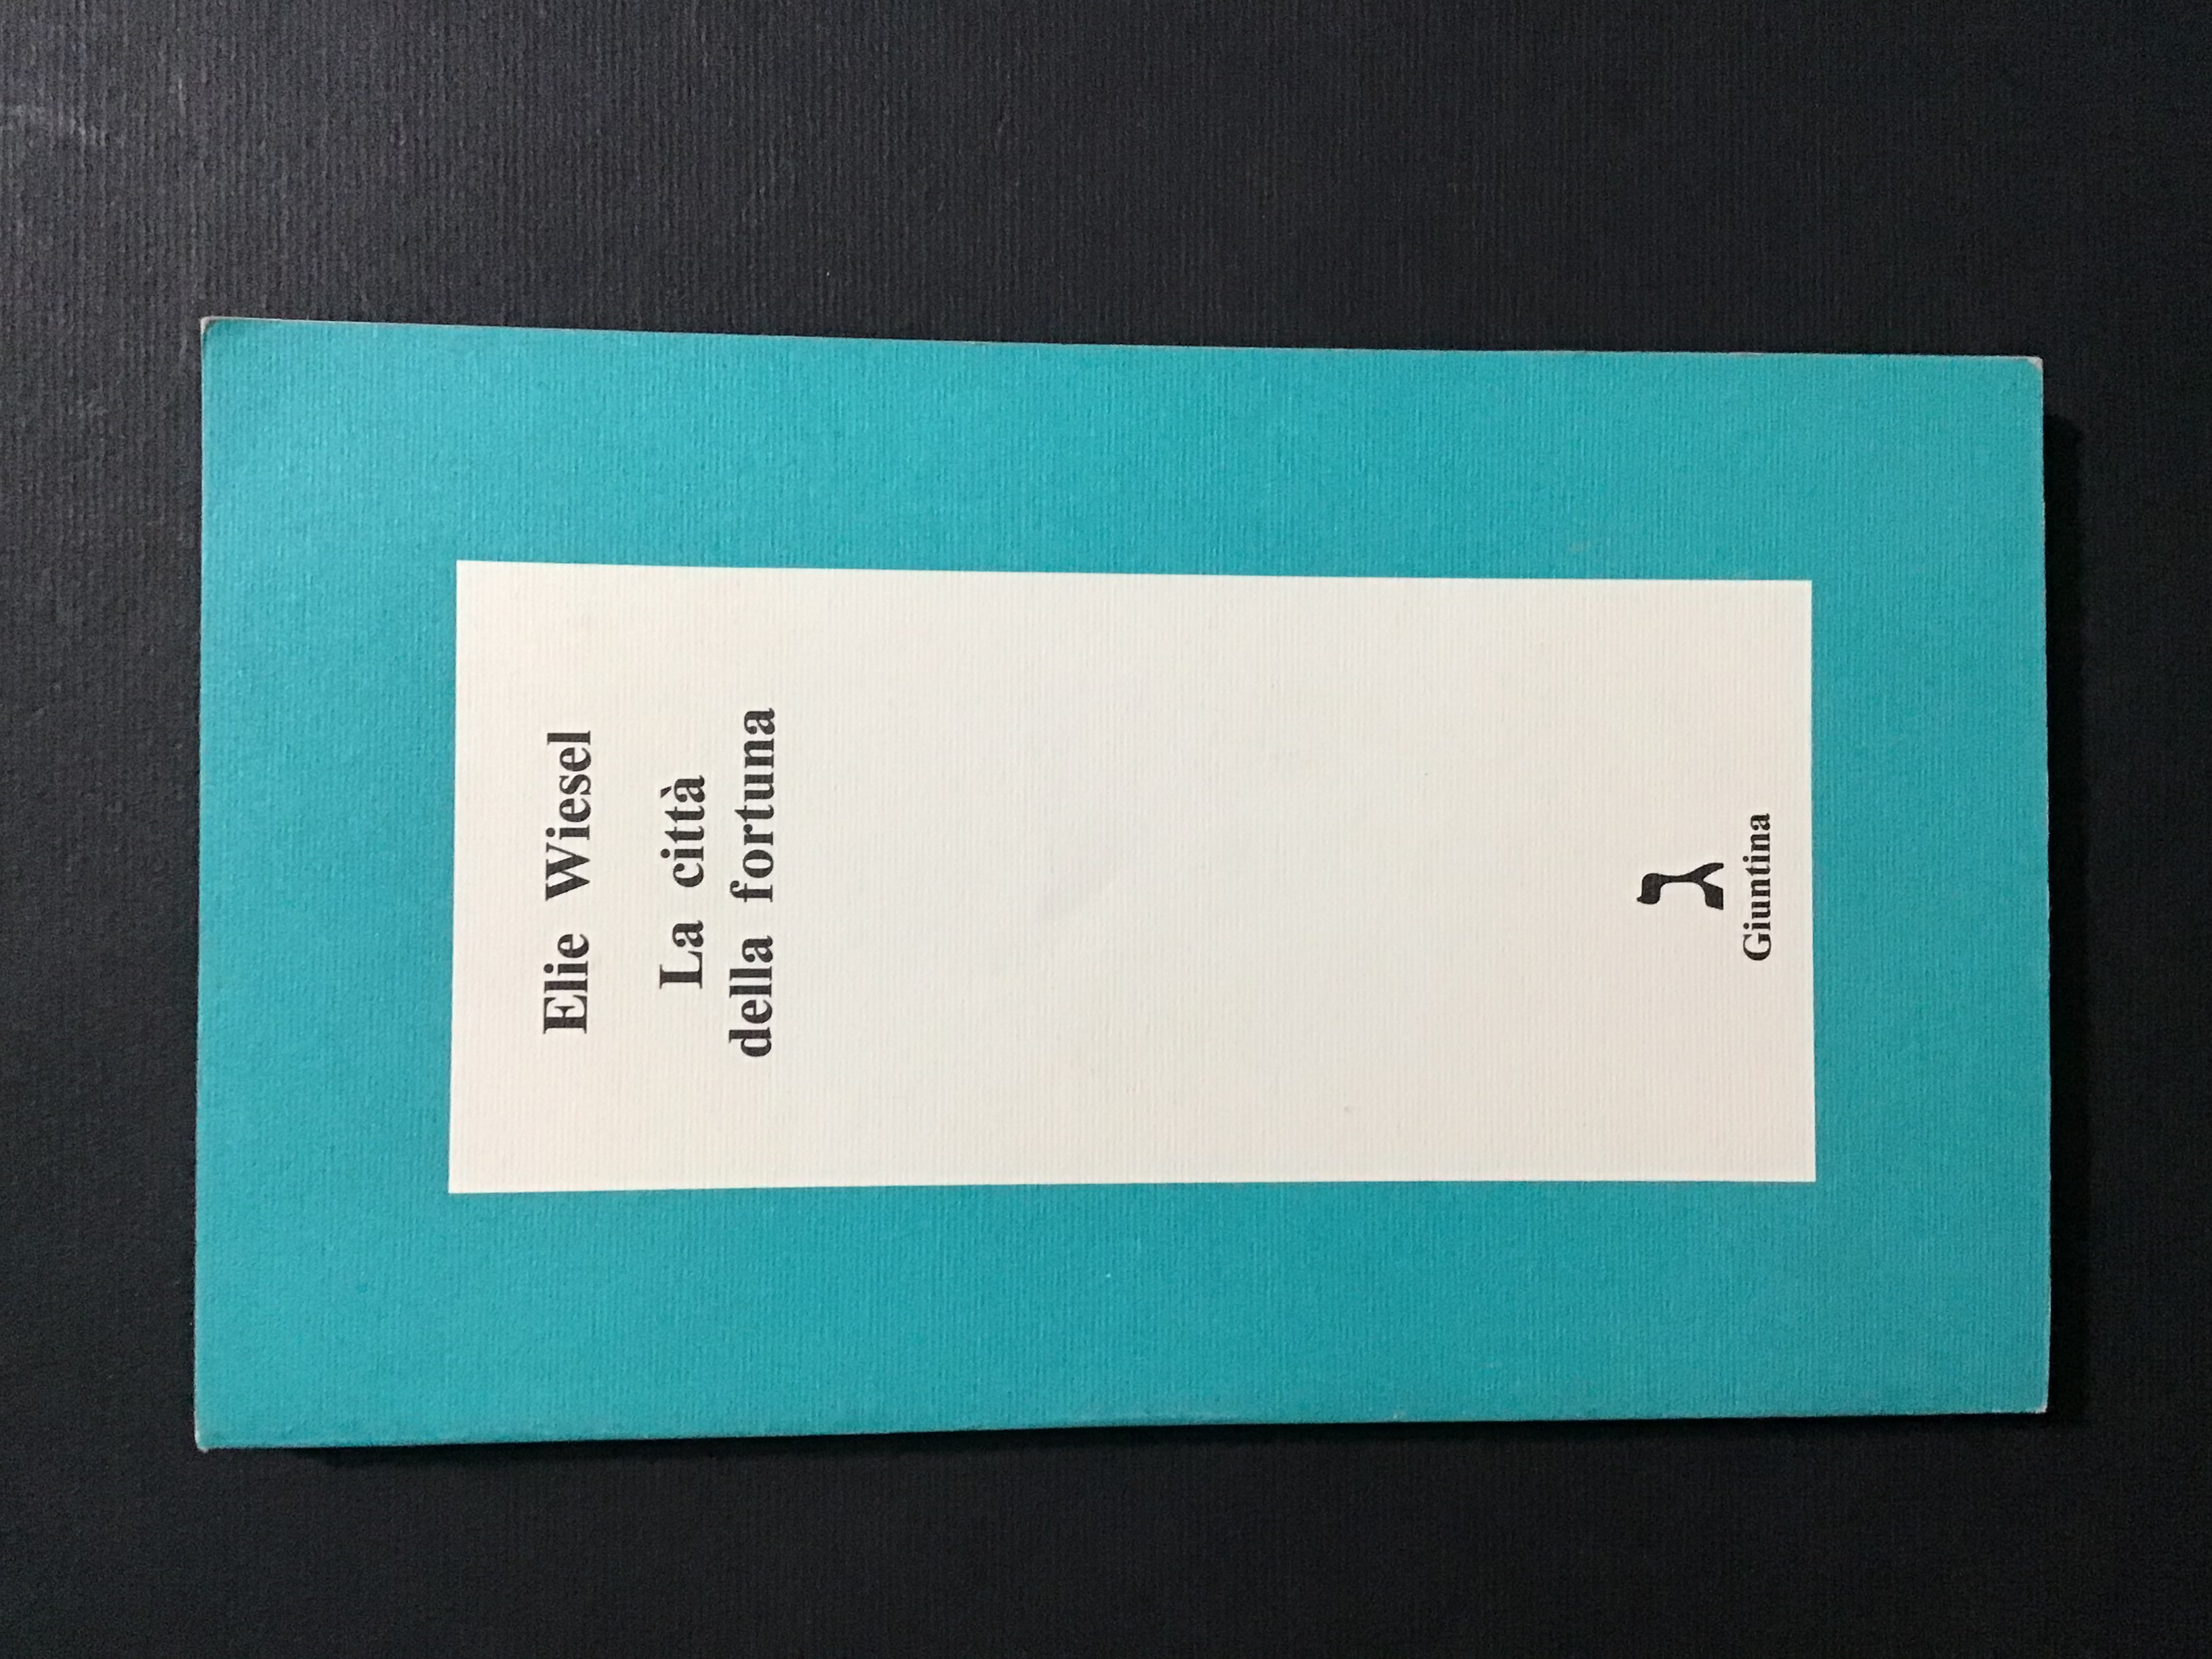 Elie Wiesel
La città
della fortuna
ג
Giuntina